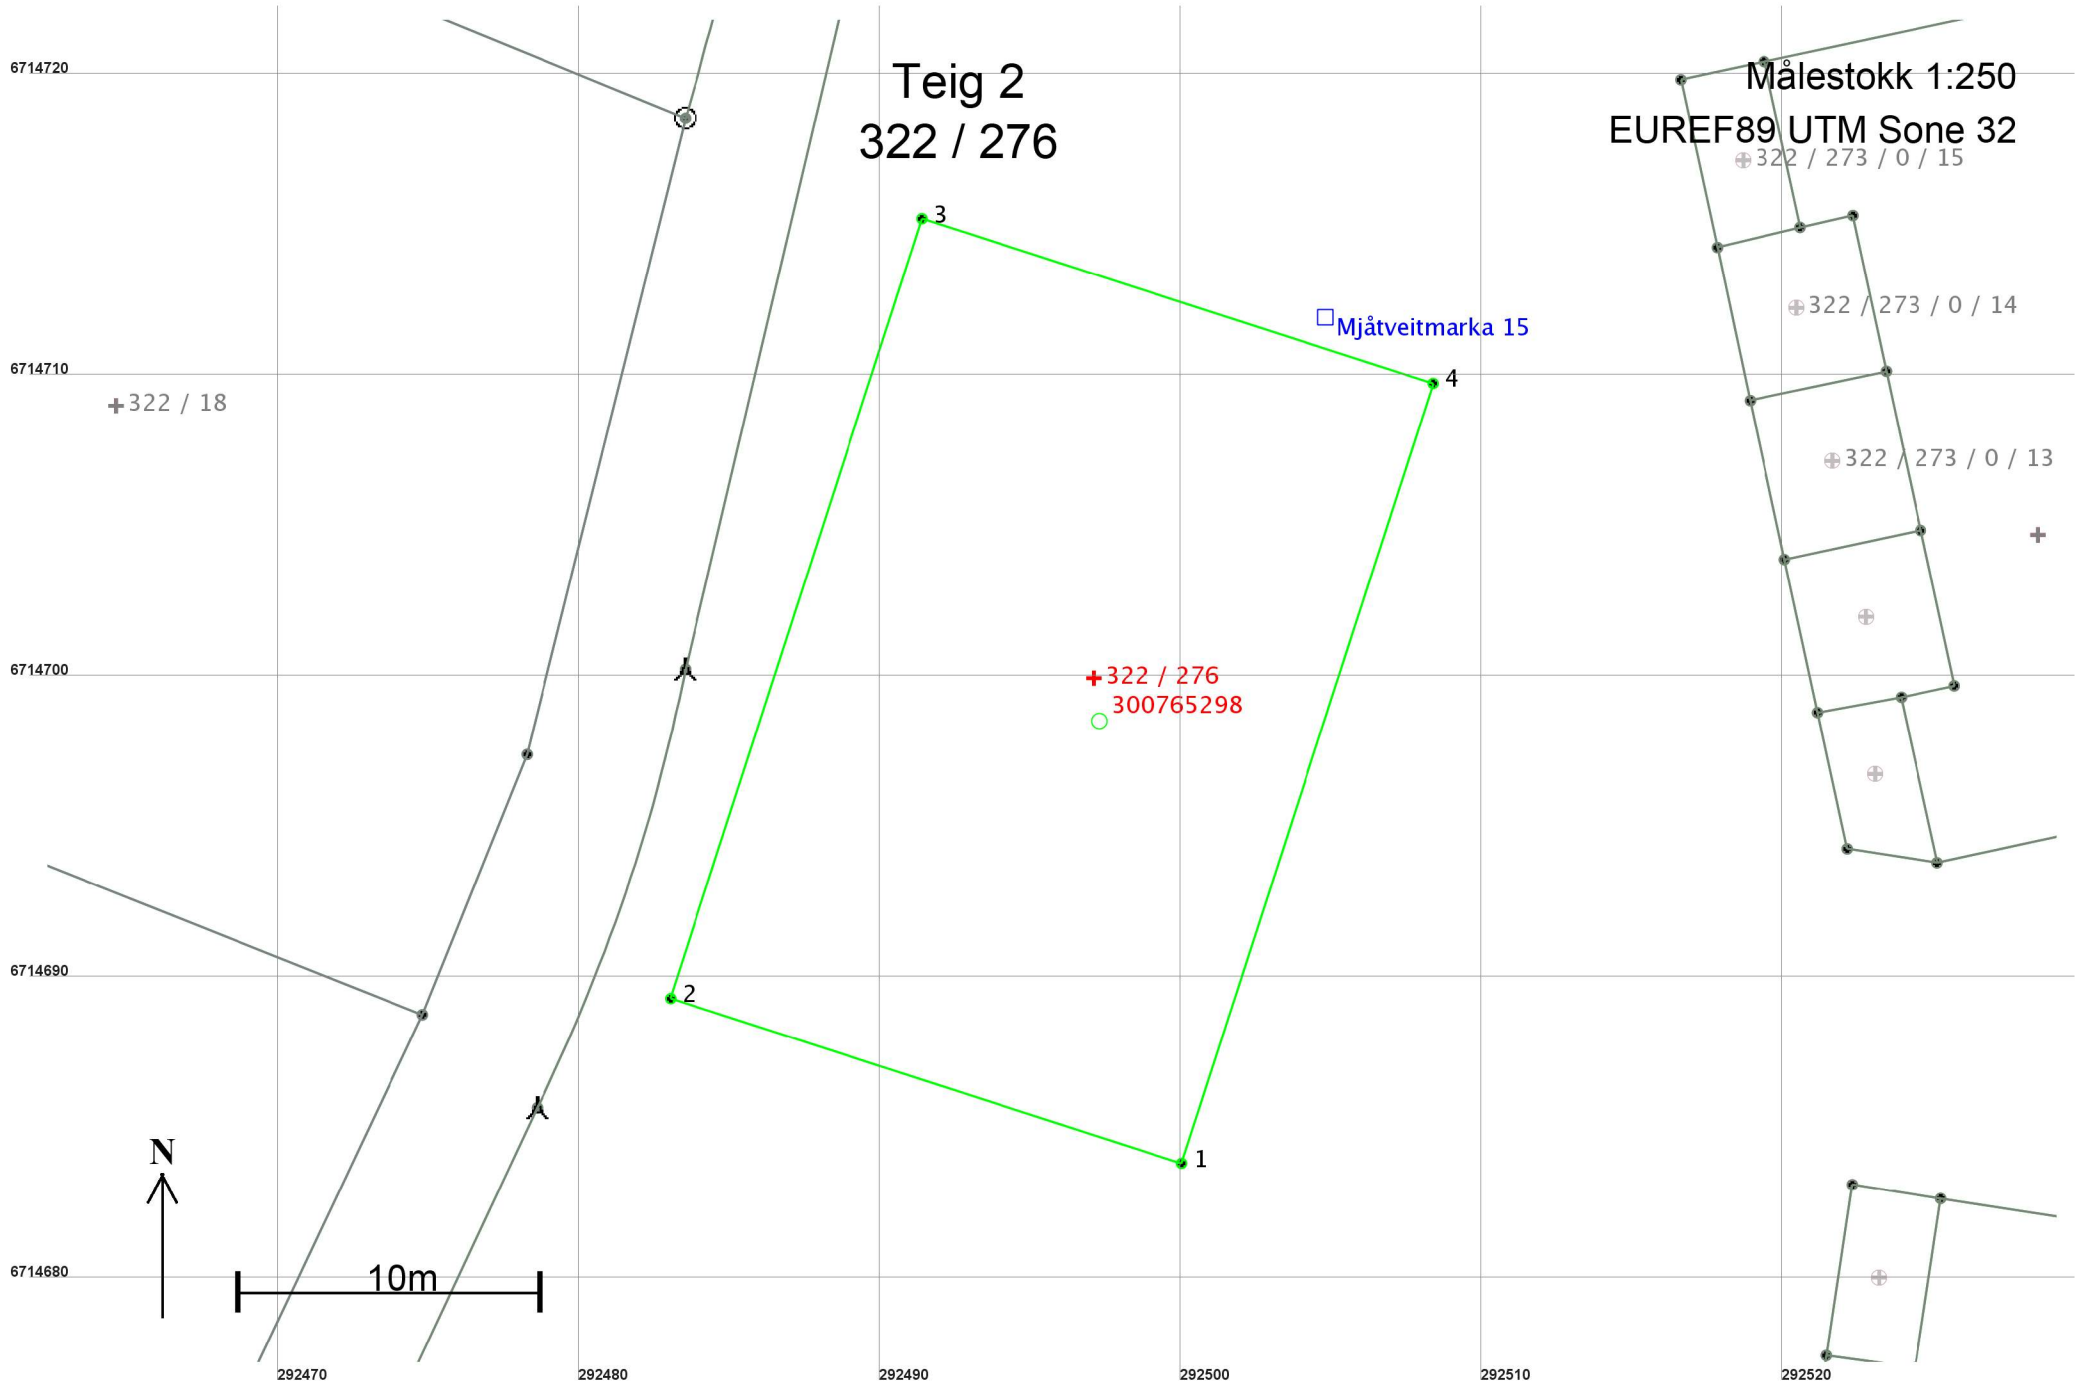 6714720
Teig 2
Målestokk 1:250
322 / 276
EUREF89 UTM Sone 32
322 / 273 / 0 / 15
3
322 / 273 / 0 / 14
Mjåtveitmarka 15
6714710
4
322 / 18
322 / 273 / 0 / 13
6714700
322 / 276
300765298
6714690
2
N
1
6714680
10m
292470
292480
292490
292500
292510
292520